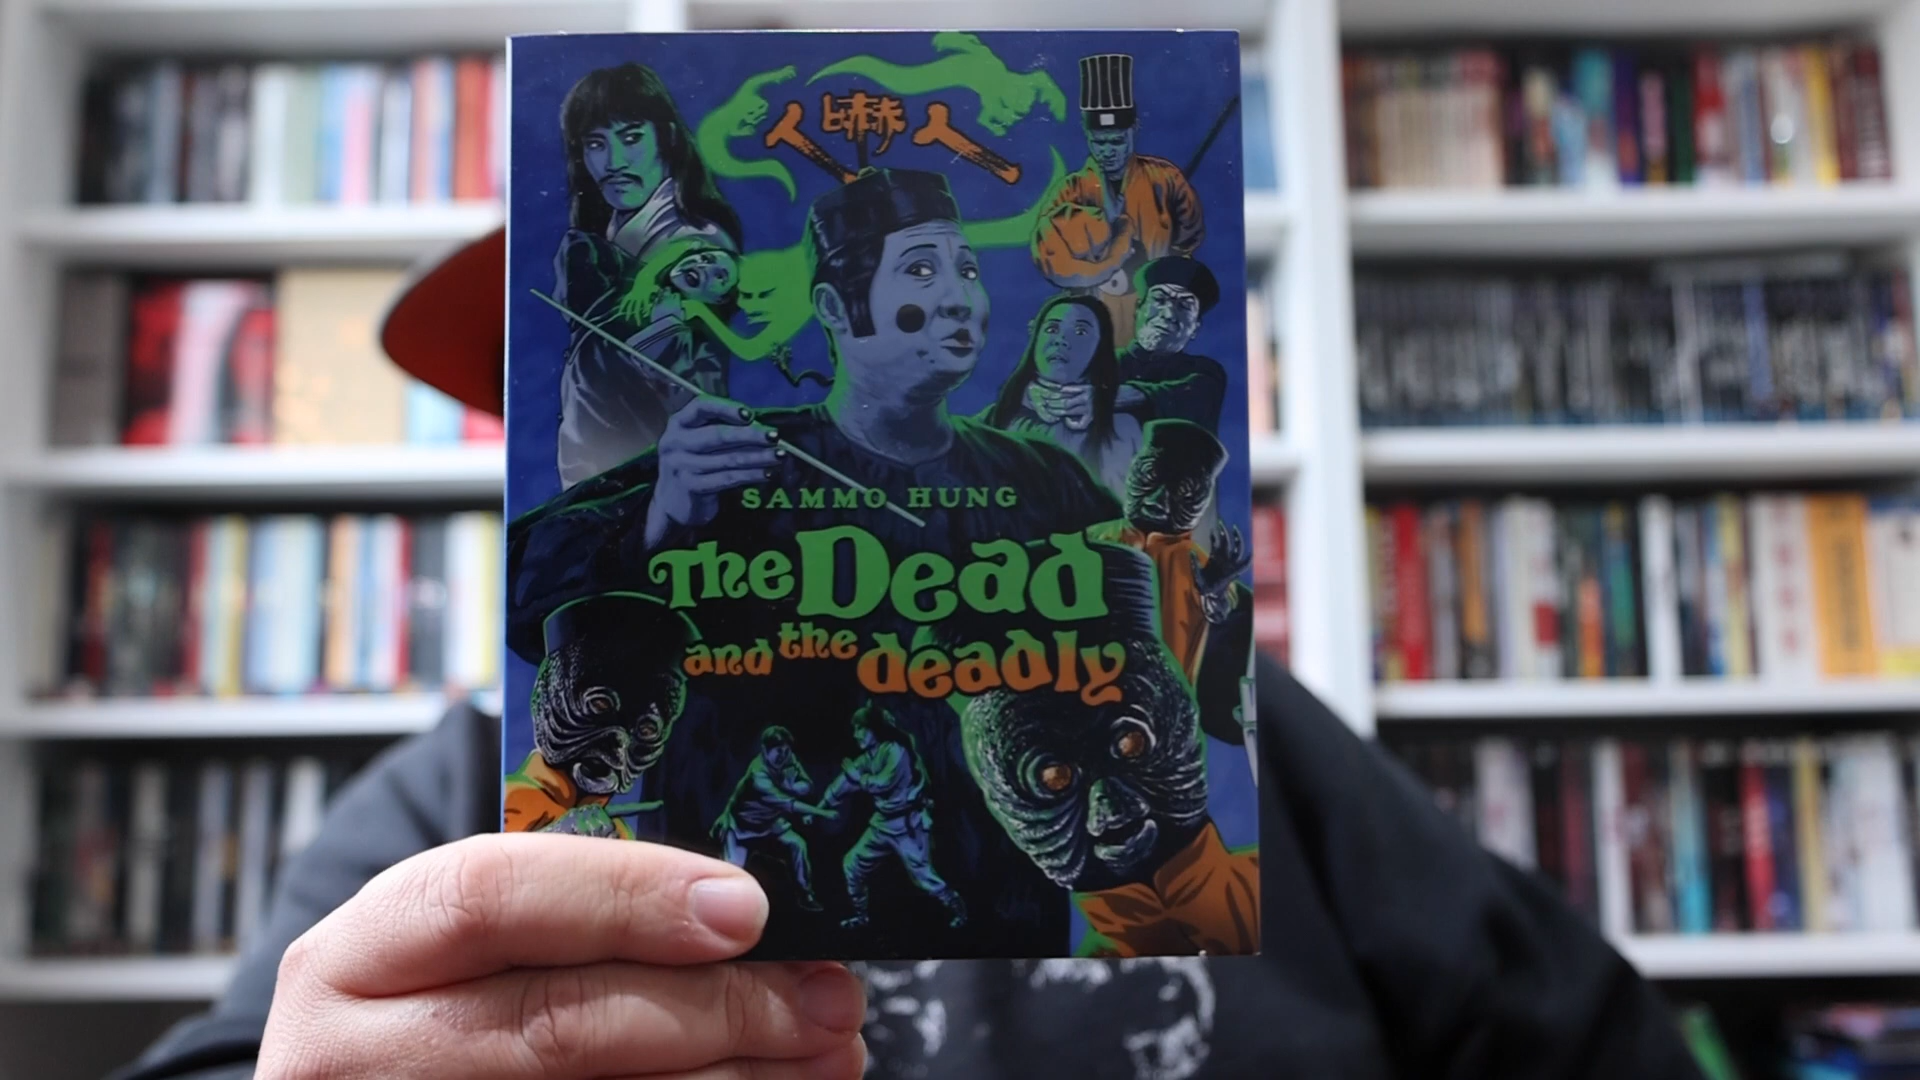 人嚇人
SAMMO HUNG
The Dead
and the deadly